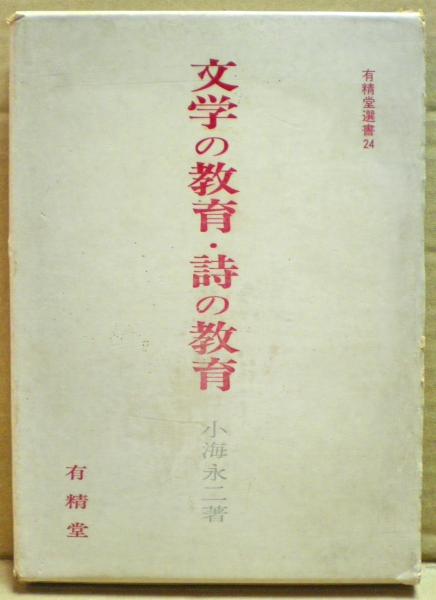 有精堂選書24
文学の教育・詩の教育
小海永二著
有精堂